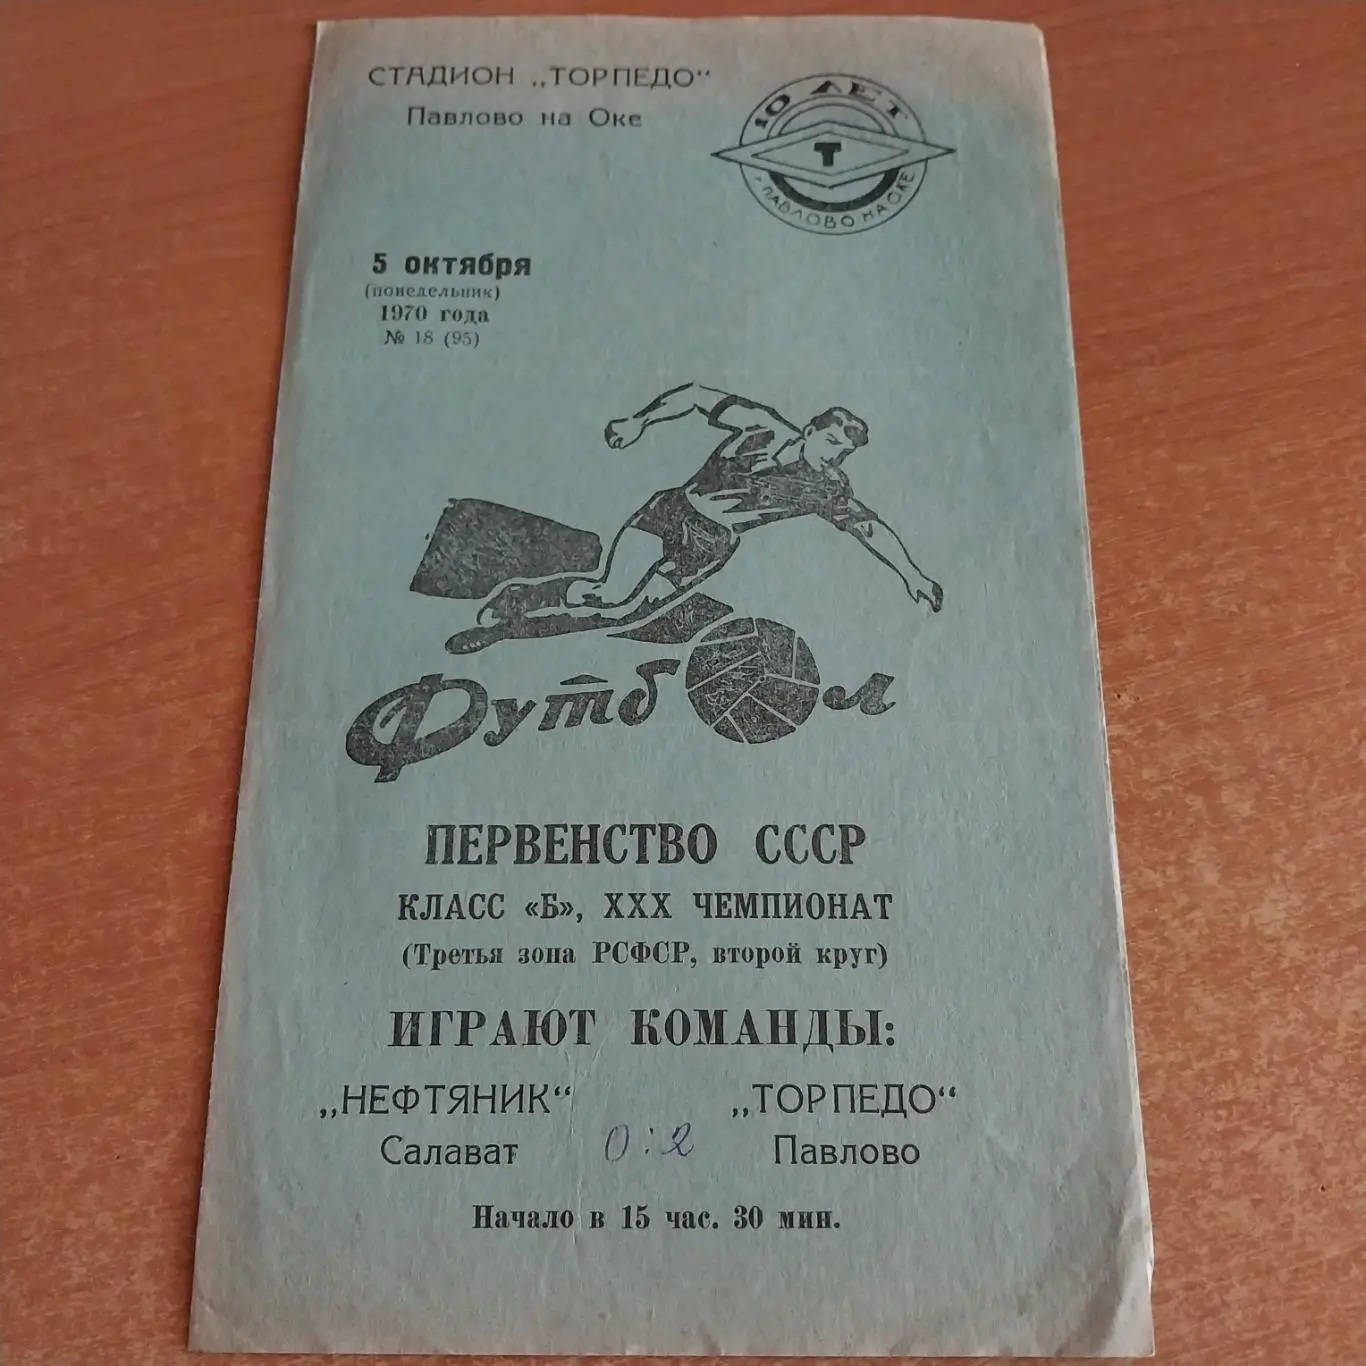 СТАДИОН „ТОРПЕДО“
Павлово на Оке
10 ЛЕТ
Т
г. ПАВЛОВО НА ОКЕ
5 октября
(понедельник)
1970 года
№ 18 (95)
Футбол
ПЕРВЕНСТВО СССР
КЛАСС «Б», XXX ЧЕМПИОНАТ
(Третья зона РСФСР, второй круг)
ИГРАЮТ КОМАНДЫ:
„НЕФТЯНИК“ „ТОРПЕДО“
Салават 0:2 Павлово
Начало в 15 час. 30 мин.